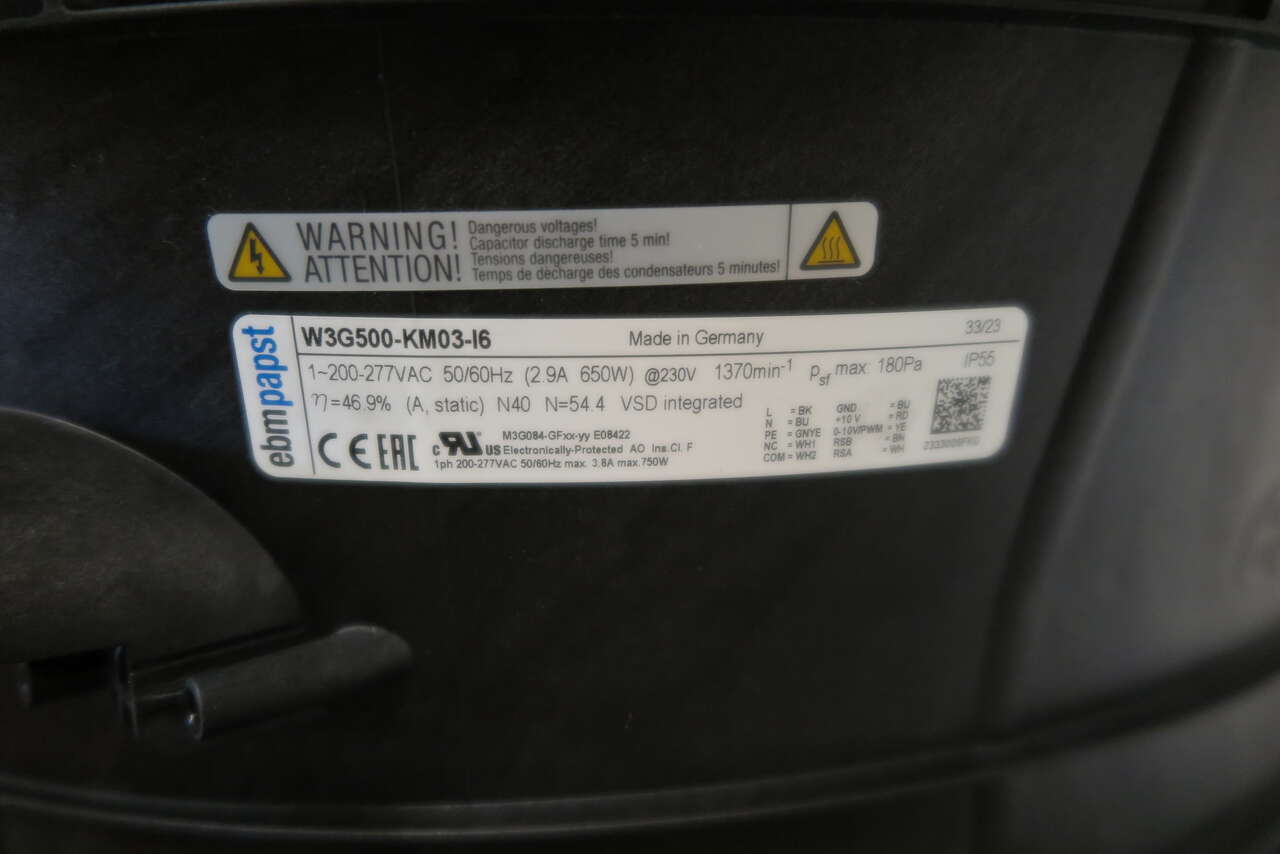 WARNING! Dangerous voltages!
Capacitor discharge time 5 min!
ATTENTION! Tensions dangereuses!
Temps de décharge des condensateurs 5 minutes!
ebmpapst
W3G500-KM03-I6 Made in Germany 33/23
1~200-277VAC 50/60Hz (2.9A 650W) @230V 1370min-1 psf max: 180Pa IP55
η=46.9% (A, static) N40 N=54.4 VSD integrated
CE EAC c RU US M3G084-GFxx-yy E08422
Electronically-Protected AO Ins.Cl. F
1ph 200-277VAC 50/60Hz max. 3.8A max.750W
L = BK GND = BU
N = BU +10 V = RD
PE = GNYE 0-10V/PWM = YE
NC = WH1 RSB = BN
COM = WH2 RSA = WH